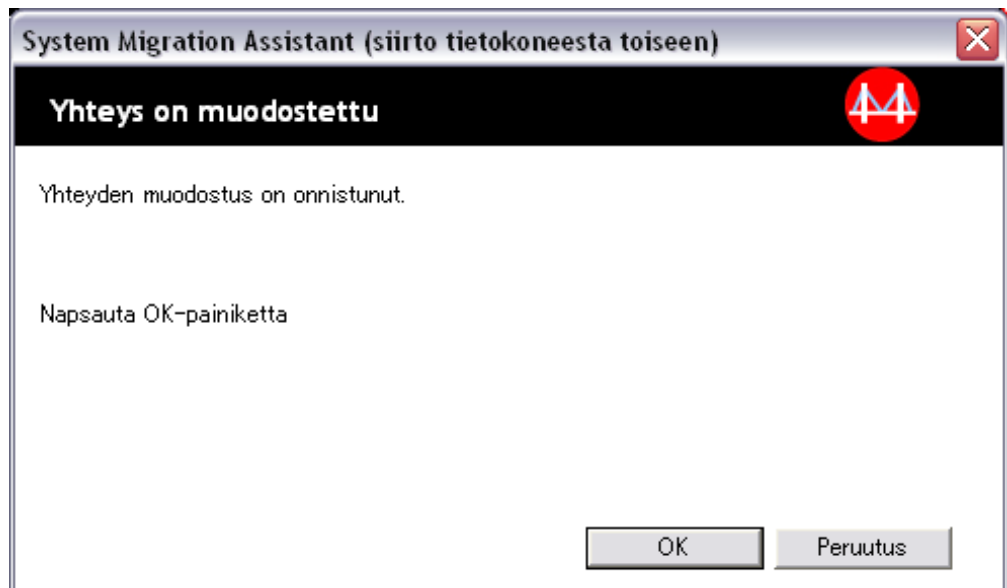 System Migration Assistant (siirto tietokoneesta toiseen)
Yhteys on muodostettu
Yhteyden muodostus on onnistunut.
Napsauta OK-painiketta
OK
Peruutus